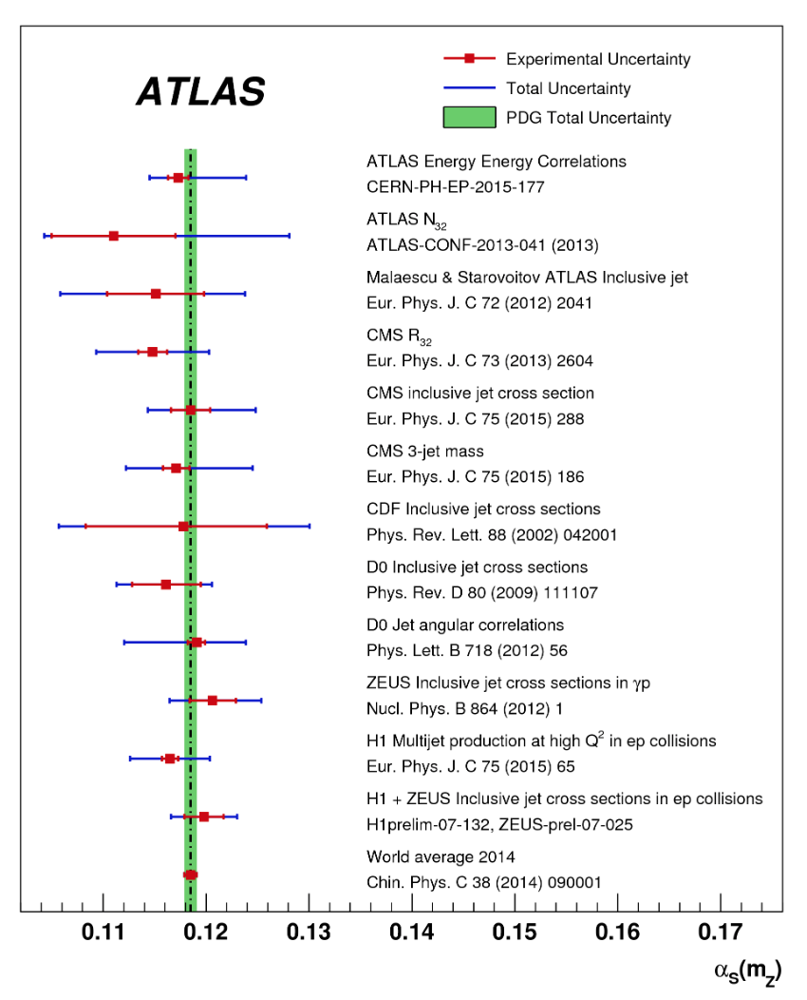 ATLAS
Experimental Uncertainty
Total Uncertainty
PDG Total Uncertainty
ATLAS Energy Energy Correlations
CERN-PH-EP-2015-177
ATLAS N32
ATLAS-CONF-2013-041 (2013)
Malaescu & Starovoitov ATLAS Inclusive jet
Eur. Phys. J. C 72 (2012) 2041
CMS R32
Eur. Phys. J. C 73 (2013) 2604
CMS inclusive jet cross section
Eur. Phys. J. C 75 (2015) 288
CMS 3-jet mass
Eur. Phys. J. C 75 (2015) 186
CDF Inclusive jet cross sections
Phys. Rev. Lett. 88 (2002) 042001
D0 Inclusive jet cross sections
Phys. Rev. D 80 (2009) 111107
D0 Jet angular correlations
Phys. Lett. B 718 (2012) 56
ZEUS Inclusive jet cross sections in γp
Nucl. Phys. B 864 (2012) 1
H1 Multijet production at high Q² in ep collisions
Eur. Phys. J. C 75 (2015) 65
H1 + ZEUS Inclusive jet cross sections in ep collisions
H1prelim-07-132, ZEUS-prel-07-025
World average 2014
Chin. Phys. C 38 (2014) 090001
0.11 0.12 0.13 0.14 0.15 0.16 0.17
αS(mZ)